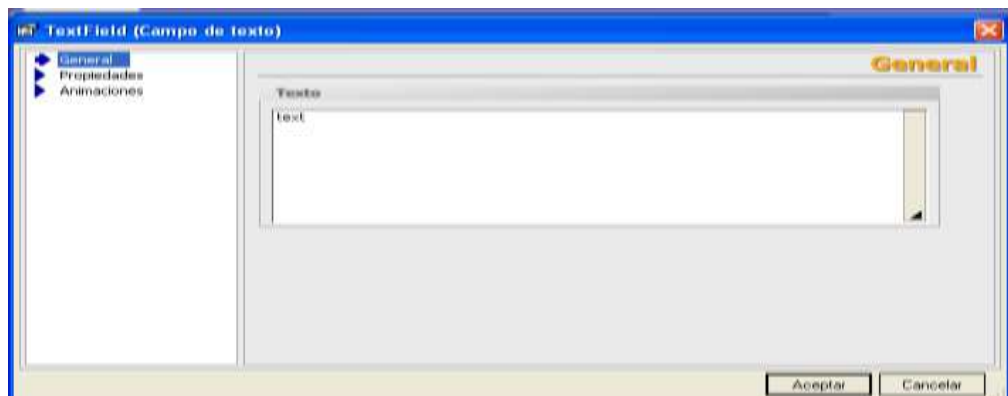 TextField (Campo de texto)
General
Propiedades
Animaciones
General
Texto
text
Aceptar
Cancelar